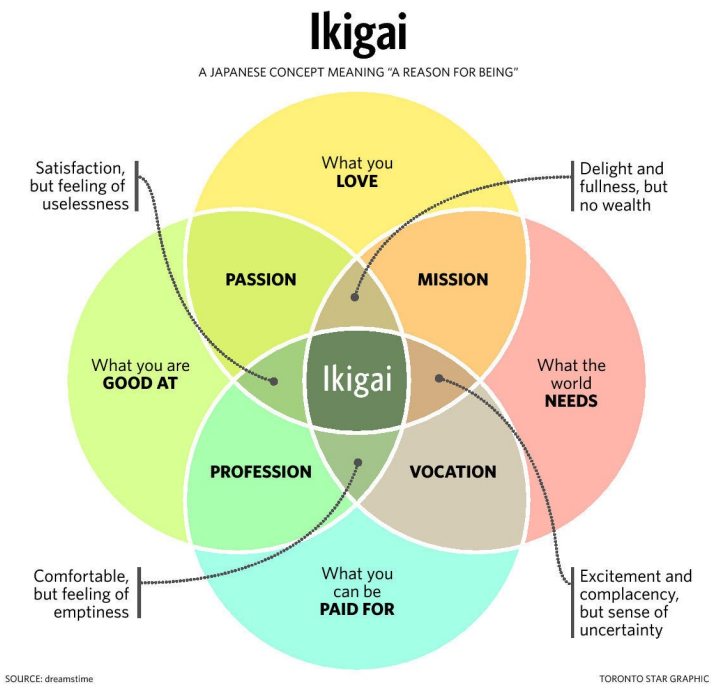 Ikigai
A JAPANESE CONCEPT MEANING "A REASON FOR BEING"
Satisfaction,
but feeling of
uselessness
What you
LOVE
Delight and
fullness, but
no wealth
PASSION
MISSION
What you are
GOOD AT
Ikigai
What the
world
NEEDS
PROFESSION
VOCATION
Comfortable,
but feeling of
emptiness
What you
can be
PAID FOR
Excitement and
complacency,
but sense of
uncertainty
SOURCE: dreamstime
TORONTO STAR GRAPHIC